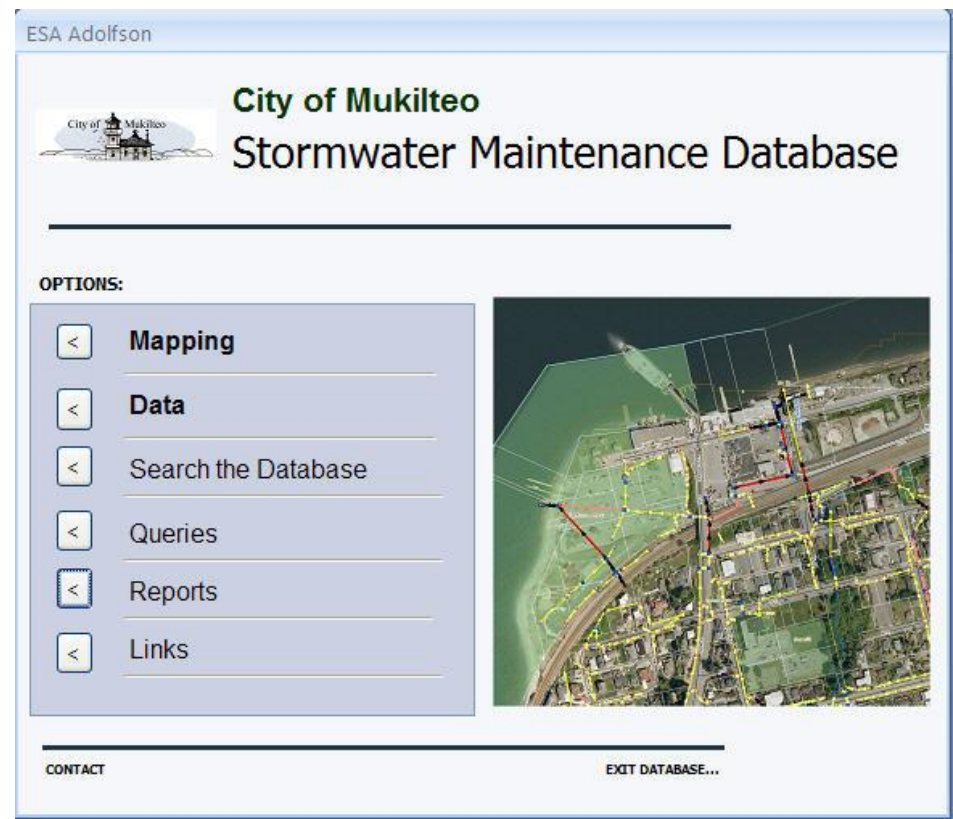 ESA Adolfson
City of Mukilteo
City of Mukilteo
Stormwater Maintenance Database
OPTIONS:
< Mapping
< Data
< Search the Database
< Queries
< Reports
< Links
CONTACT
EXIT DATABASE...